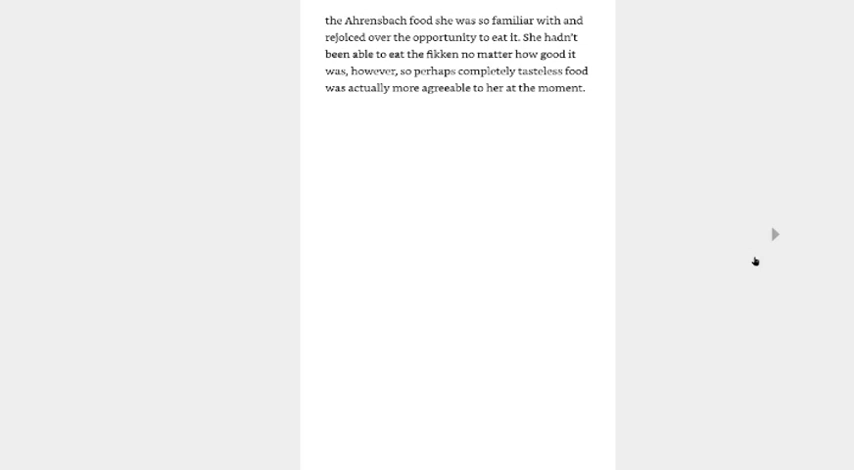 the Ahrensbach food she was so familiar with and
rejoiced over the opportunity to eat it. She hadn't
been able to eat the fikken no matter how good it
was, however, so perhaps completely tasteless food
was actually more agreeable to her at the moment.